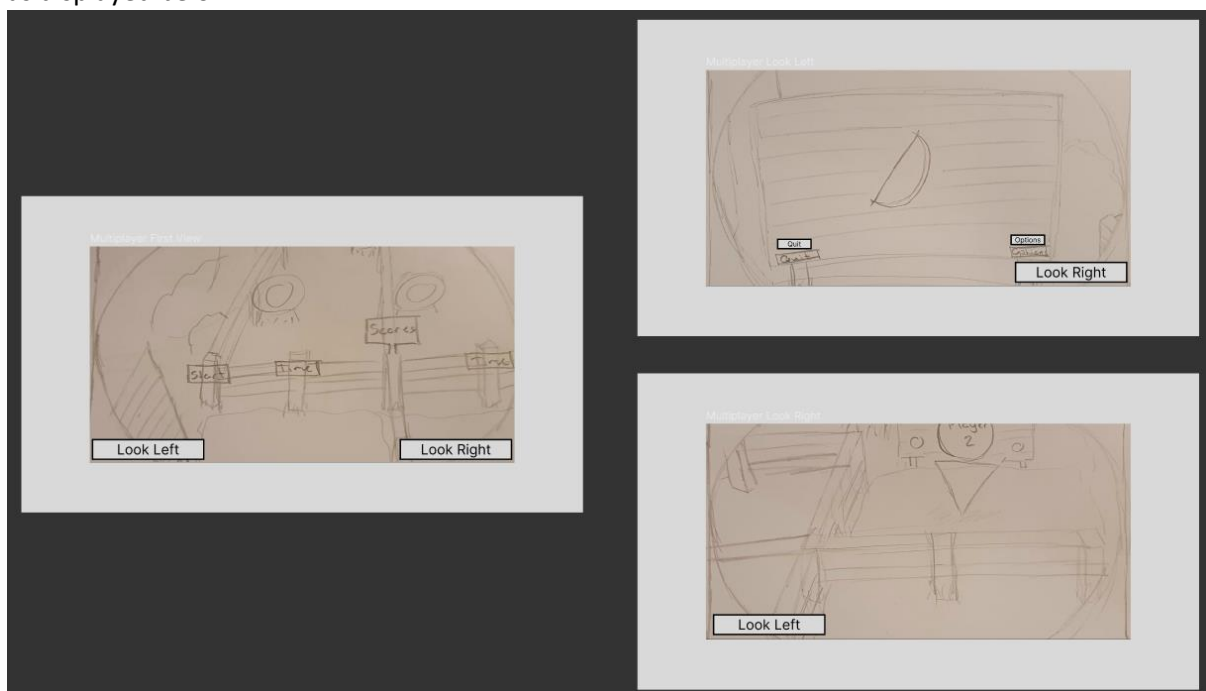 Multiplayer First View
Start
Time
Scores
Time
Look Left
Look Right
Multiplayer Look Left
Quit
Quit
Options
Look Right
Multiplayer Look Right
Player
2
Look Left